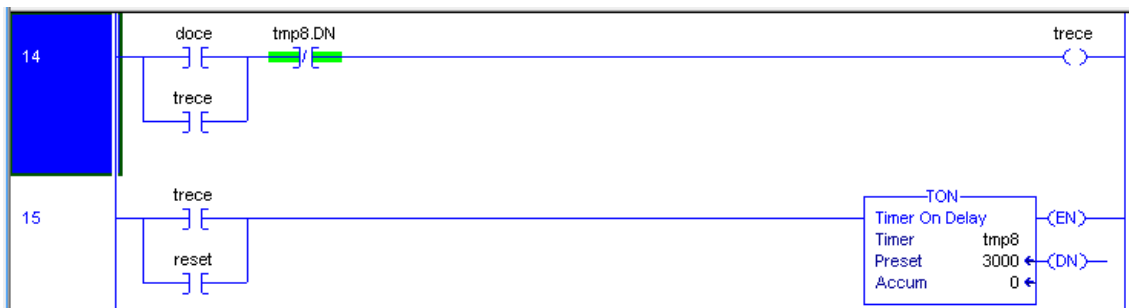 doce tmp8.DN trece
14
trece
trece
TON
15
Timer On Delay (EN)
Timer tmp8
reset
Preset 3000 (DN)
Accum 0